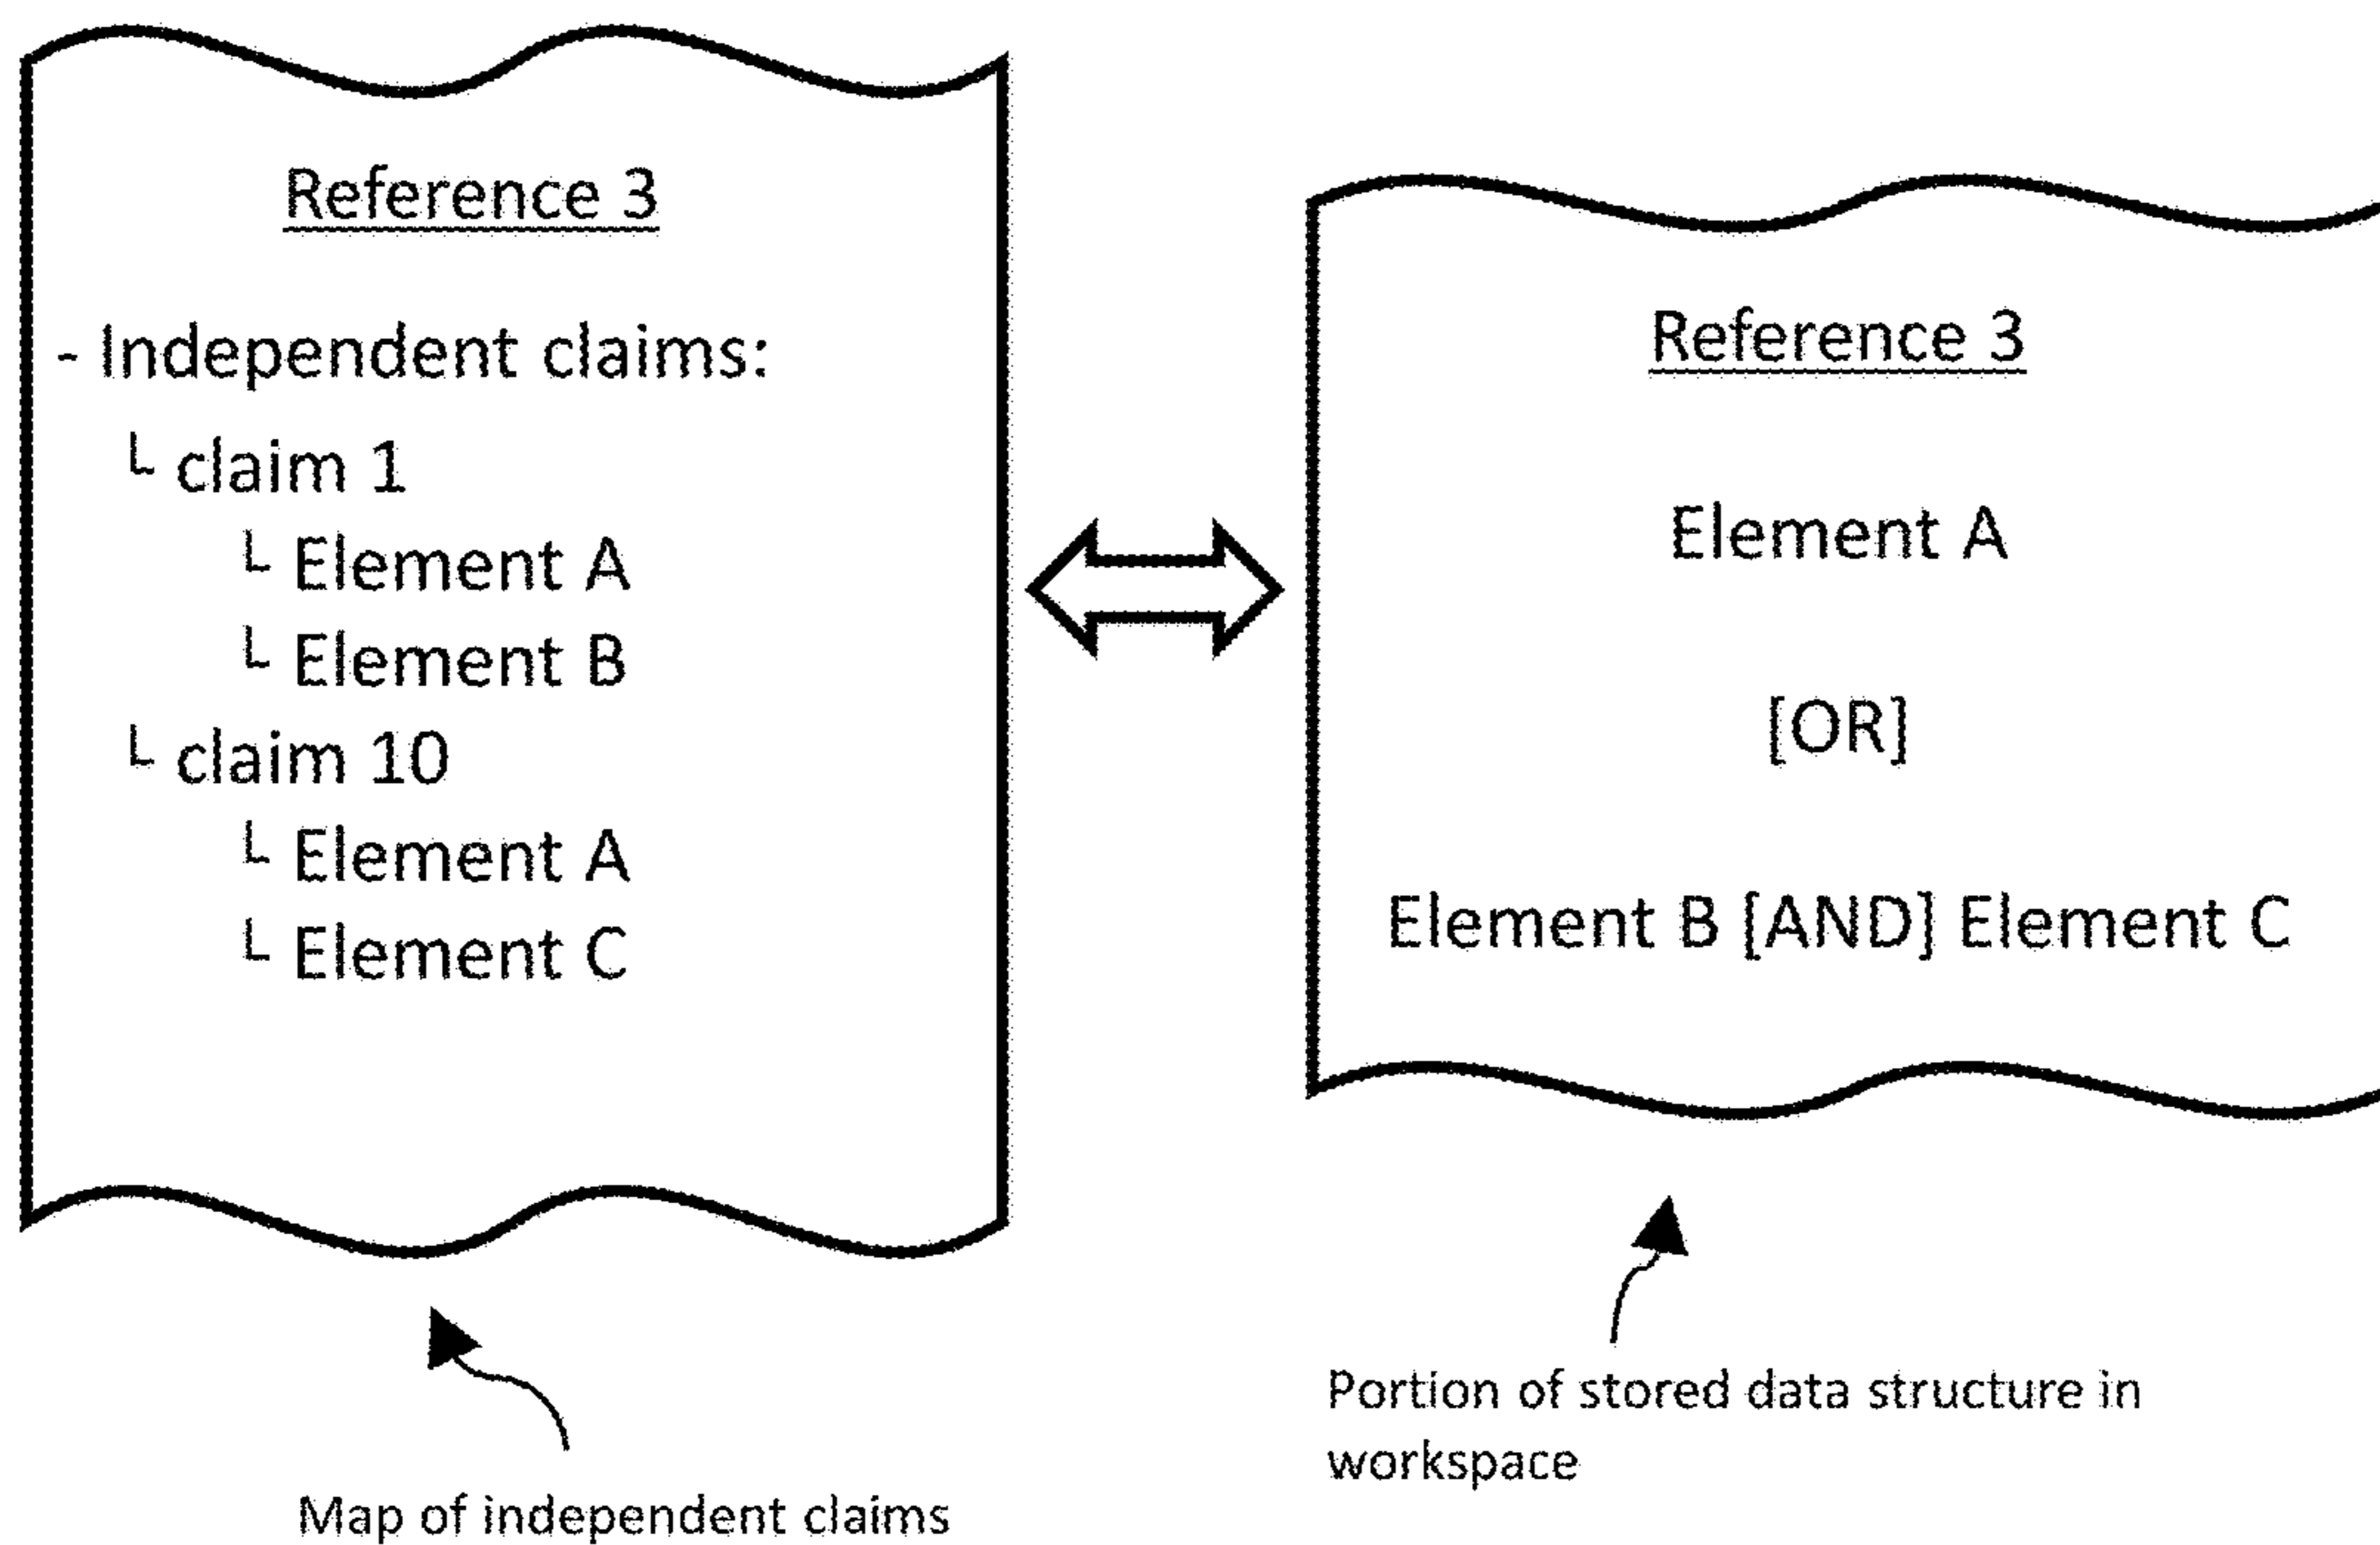 Reference 3
- Independent claims:
└ claim 1
└ Element A
└ Element B
└ claim 10
└ Element A
└ Element C
Map of independent claims
Reference 3
Element A
[OR]
Element B [AND] Element C
Portion of stored data structure in
workspace